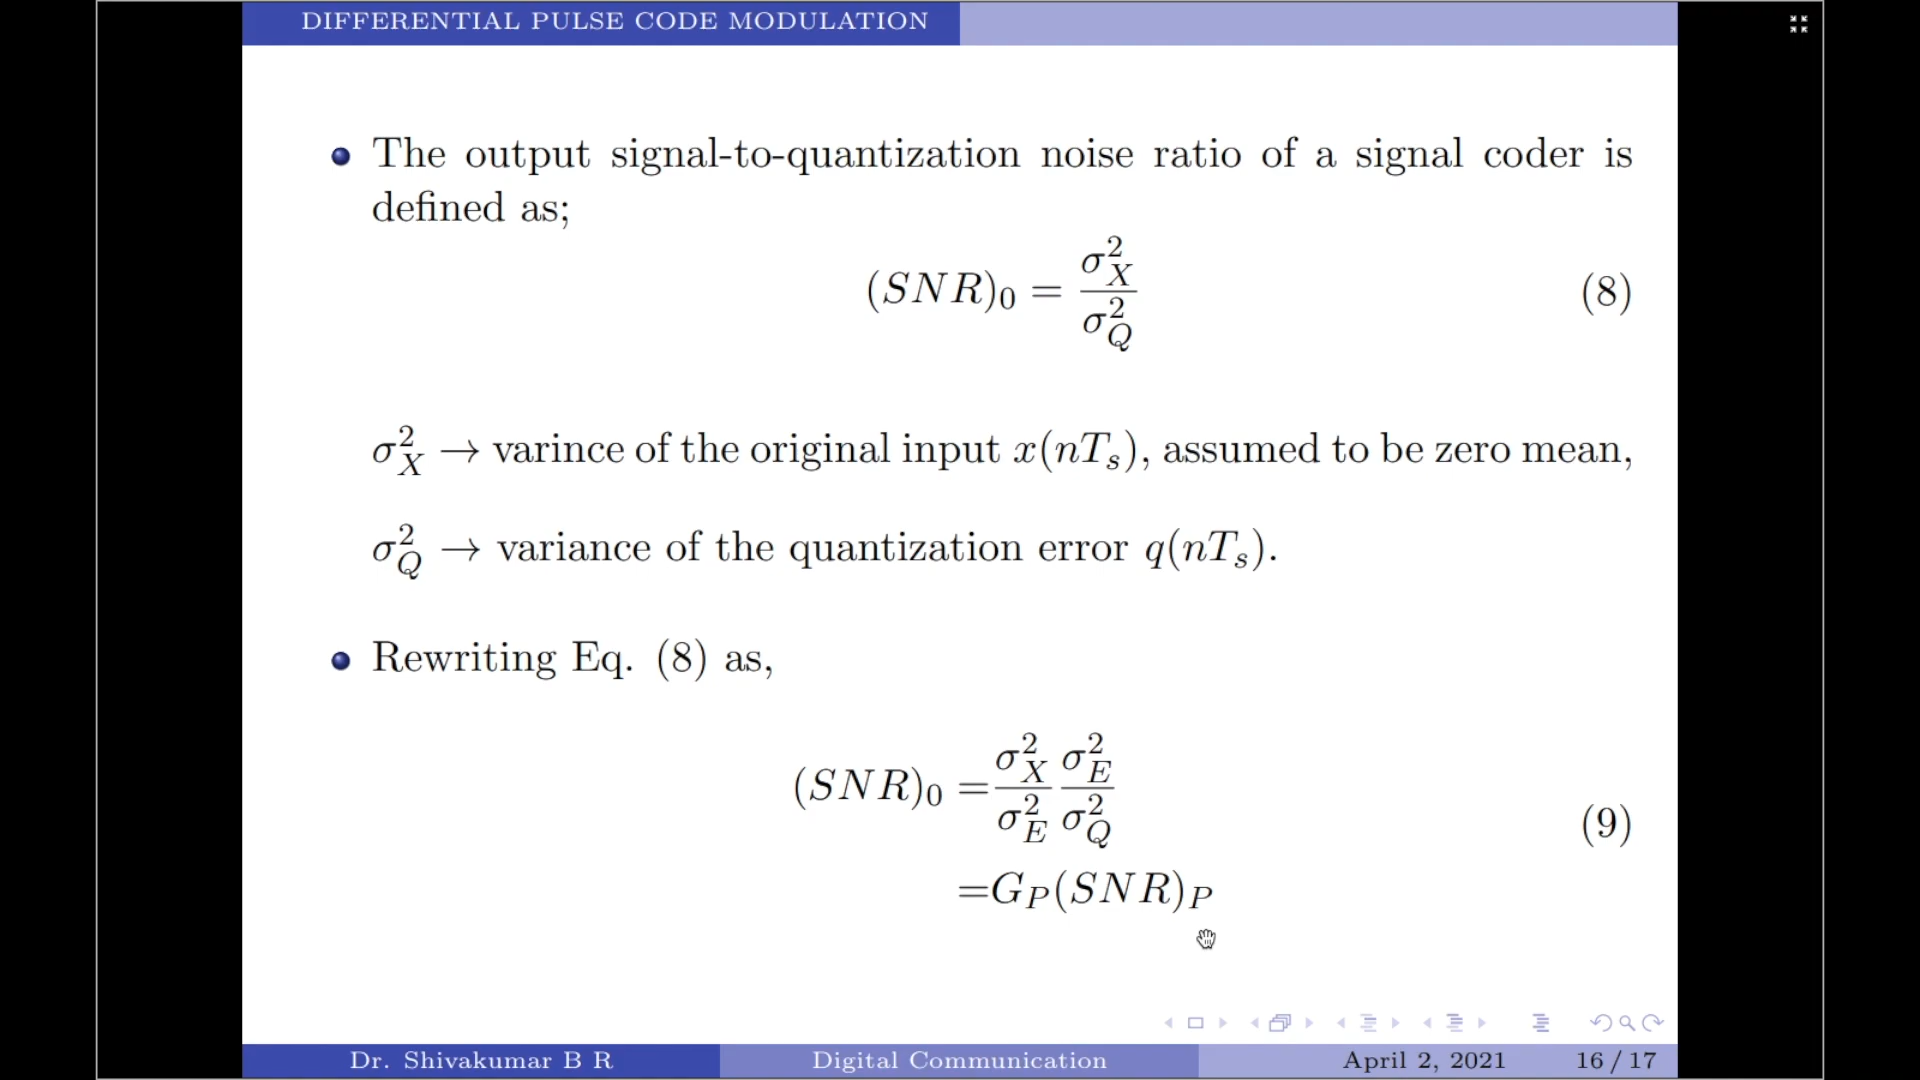 DIFFERENTIAL PULSE CODE MODULATION
The output signal-to-quantization noise ratio of a signal coder is
defined as;
(SNR)₀ = σ²_X / σ²_Q (8)
σ²_X → varince of the original input x(nT_s), assumed to be zero mean,
σ²_Q → variance of the quantization error q(nT_s).
Rewriting Eq. (8) as,
(SNR)₀ = σ²_X / σ²_E σ²_E / σ²_Q
(9)
=G_P(SNR)_P
Dr. Shivakumar B R Digital Communication April 2, 2021 16 / 17